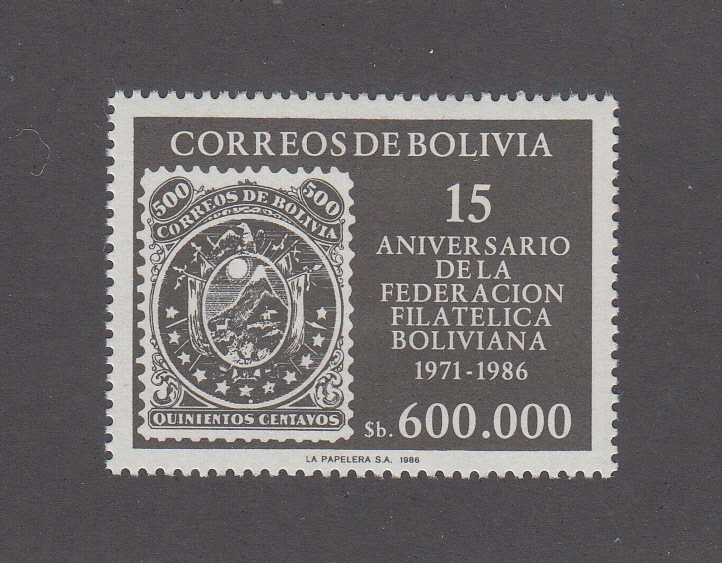 CORREOS DE BOLIVIA
500 500
CORREOS DE BOLIVIA
QUINIENTOS CENTAVOS
15
ANIVERSARIO
DE LA
FEDERACION
FILATELICA
BOLIVIANA
1971-1986
$b. 600.000
LA PAPELERA S.A. 1986